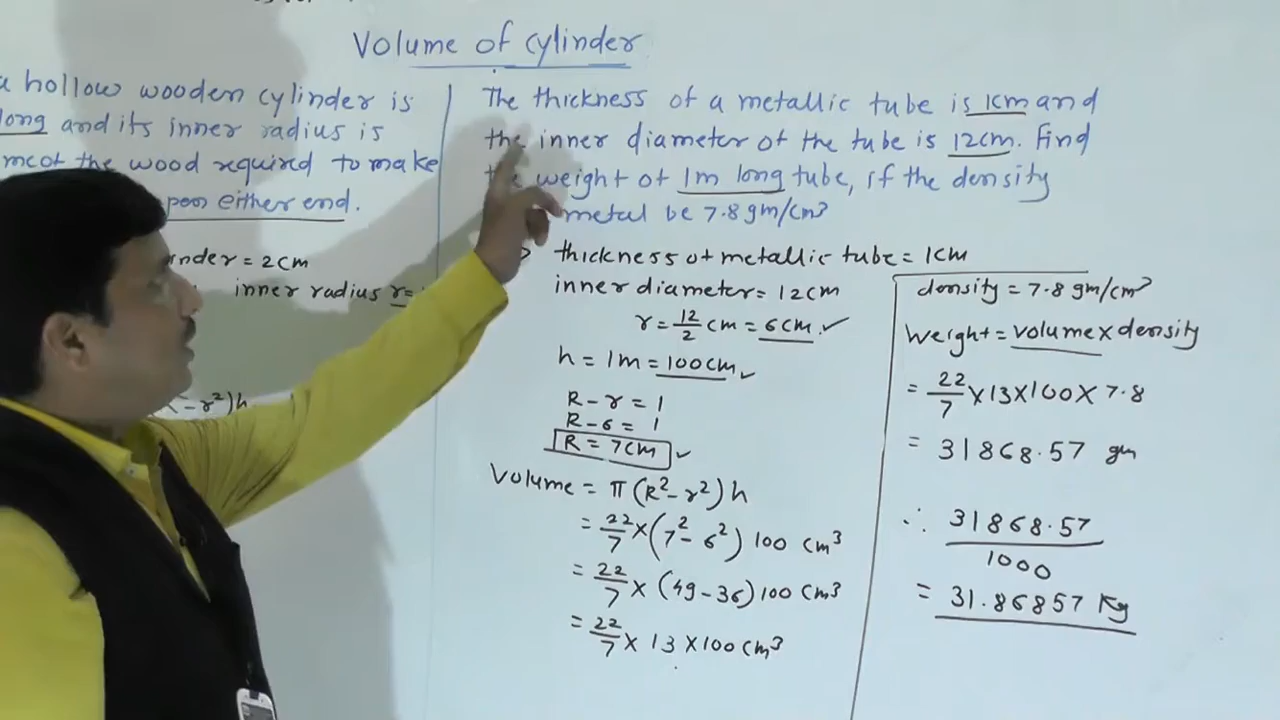 Volume of cylinder
a hollow wooden cylinder is
long and its inner radius is
the wood required to make
either end.
= 2cm
inner radius r=
r²)h
The thickness of a metallic tube is 1cm and
the inner diameter of the tube is 12cm. Find
weight of 1m long tube, if the density
metal be 7.8gm/cm³
thickness of metallic tube = 1cm
inner diameter = 12cm
r = 12/2 cm = 6cm. ✓
h = 1m = 100cm ✓
R - r = 1
R - 6 = 1
R = 7cm ✓
Volume = π(R² - r²)h
= 22/7 × (7² - 6²) 100 cm³
= 22/7 × (49 - 36) 100 cm³
= 22/7 × 13 × 100 cm³
density = 7.8 gm/cm³
Weight = volume × density
= 22/7 × 13 × 100 × 7.8
= 31868.57 gm
∴ 31868.57/1000
= 31.86857 Kg